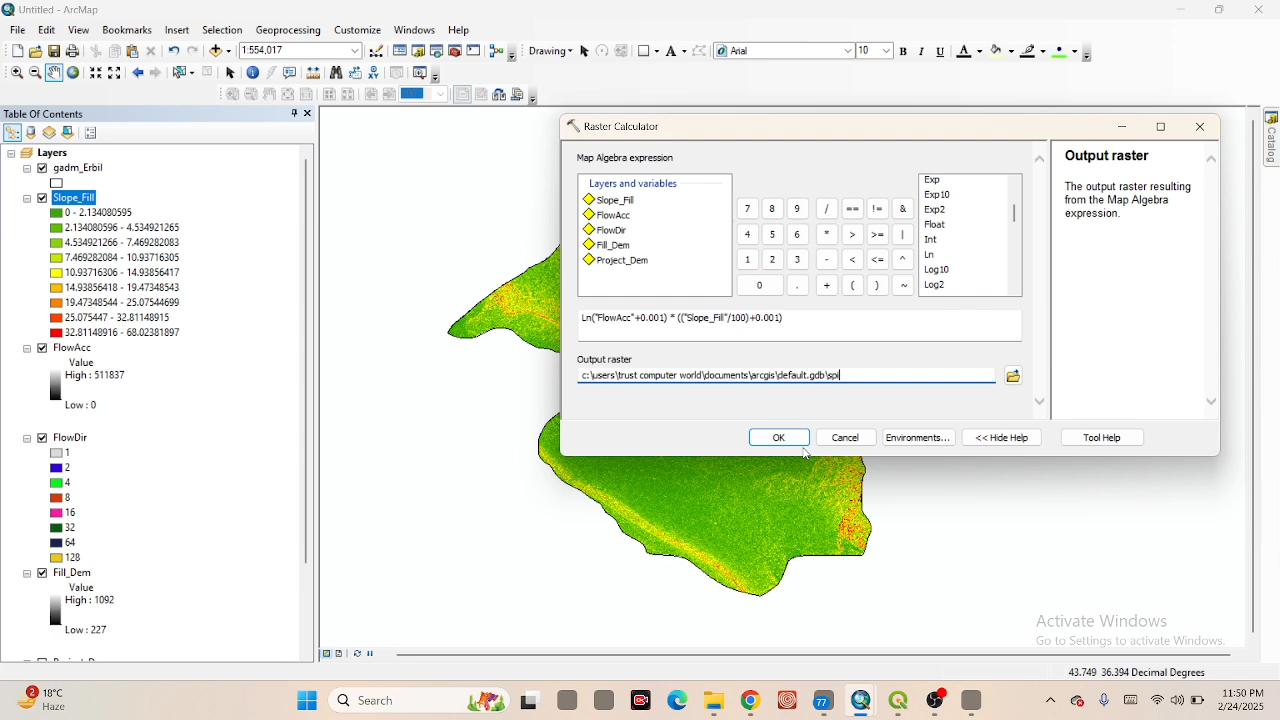 Untitled - ArcMap
File Edit View Bookmarks Insert Selection Geoprocessing Customize Windows Help
1:554,017
Drawing
Arial
10
B I U A
Table Of Contents
Layers
gadm_Erbil
Slope_Fill
0 - 2.134080595
2.134080596 - 4.534921265
4.534921266 - 7.469282083
7.469282084 - 10.93716305
10.93716306 - 14.93856417
14.93856418 - 19.47348543
19.47348544 - 25.07544699
25.075447 - 32.81148915
32.81148916 - 68.02381897
FlowAcc
Value
High : 511837
Low : 0
FlowDir
1
2
4
8
16
32
64
128
Fill_Dem
Value
High : 1092
Low : 227
Catalog
Raster Calculator
Map Algebra expression
Layers and variables
Slope_Fill
FlowAcc
FlowDir
Fill_Dem
Project_Dem
7 8 9 / == != &
4 5 6 * > >= |
1 2 3 - < <= ^
0 . + ( ) ~
Exp
Exp10
Exp2
Float
Int
Ln
Log10
Log2
Ln("FlowAcc"+0.001) * (("Slope_Fill"/100)+0.001)
Output raster
c:\users\trust computer world\documents\arcgis\default.gdb\spi
OK Cancel Environments... << Hide Help Tool Help
Output raster
The output raster resulting
from the Map Algebra
expression.
Activate Windows
Go to Settings to activate Windows.
43.749 36.394 Decimal Degrees
2
18°C
Haze
Search
77
11:50 PM
2/24/2025